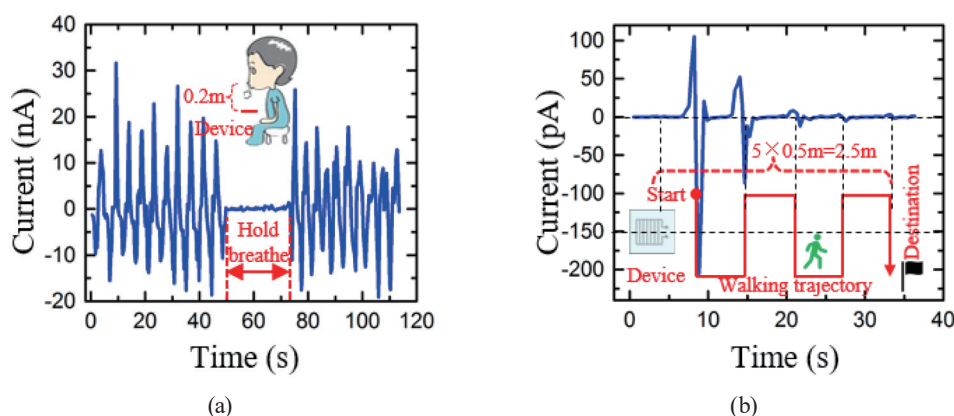 40
30
20
10
0
-10
-20
Current (nA)
0.2m
Device
Hold
breathe
0 20 40 60 80 100 120
Time (s)
(a)
100
50
0
-50
-100
-150
-200
Current (pA)
5×0.5m=2.5m
Start
Destination
Device
Walking trajectory
0 10 20 30 40
Time (s)
(b)